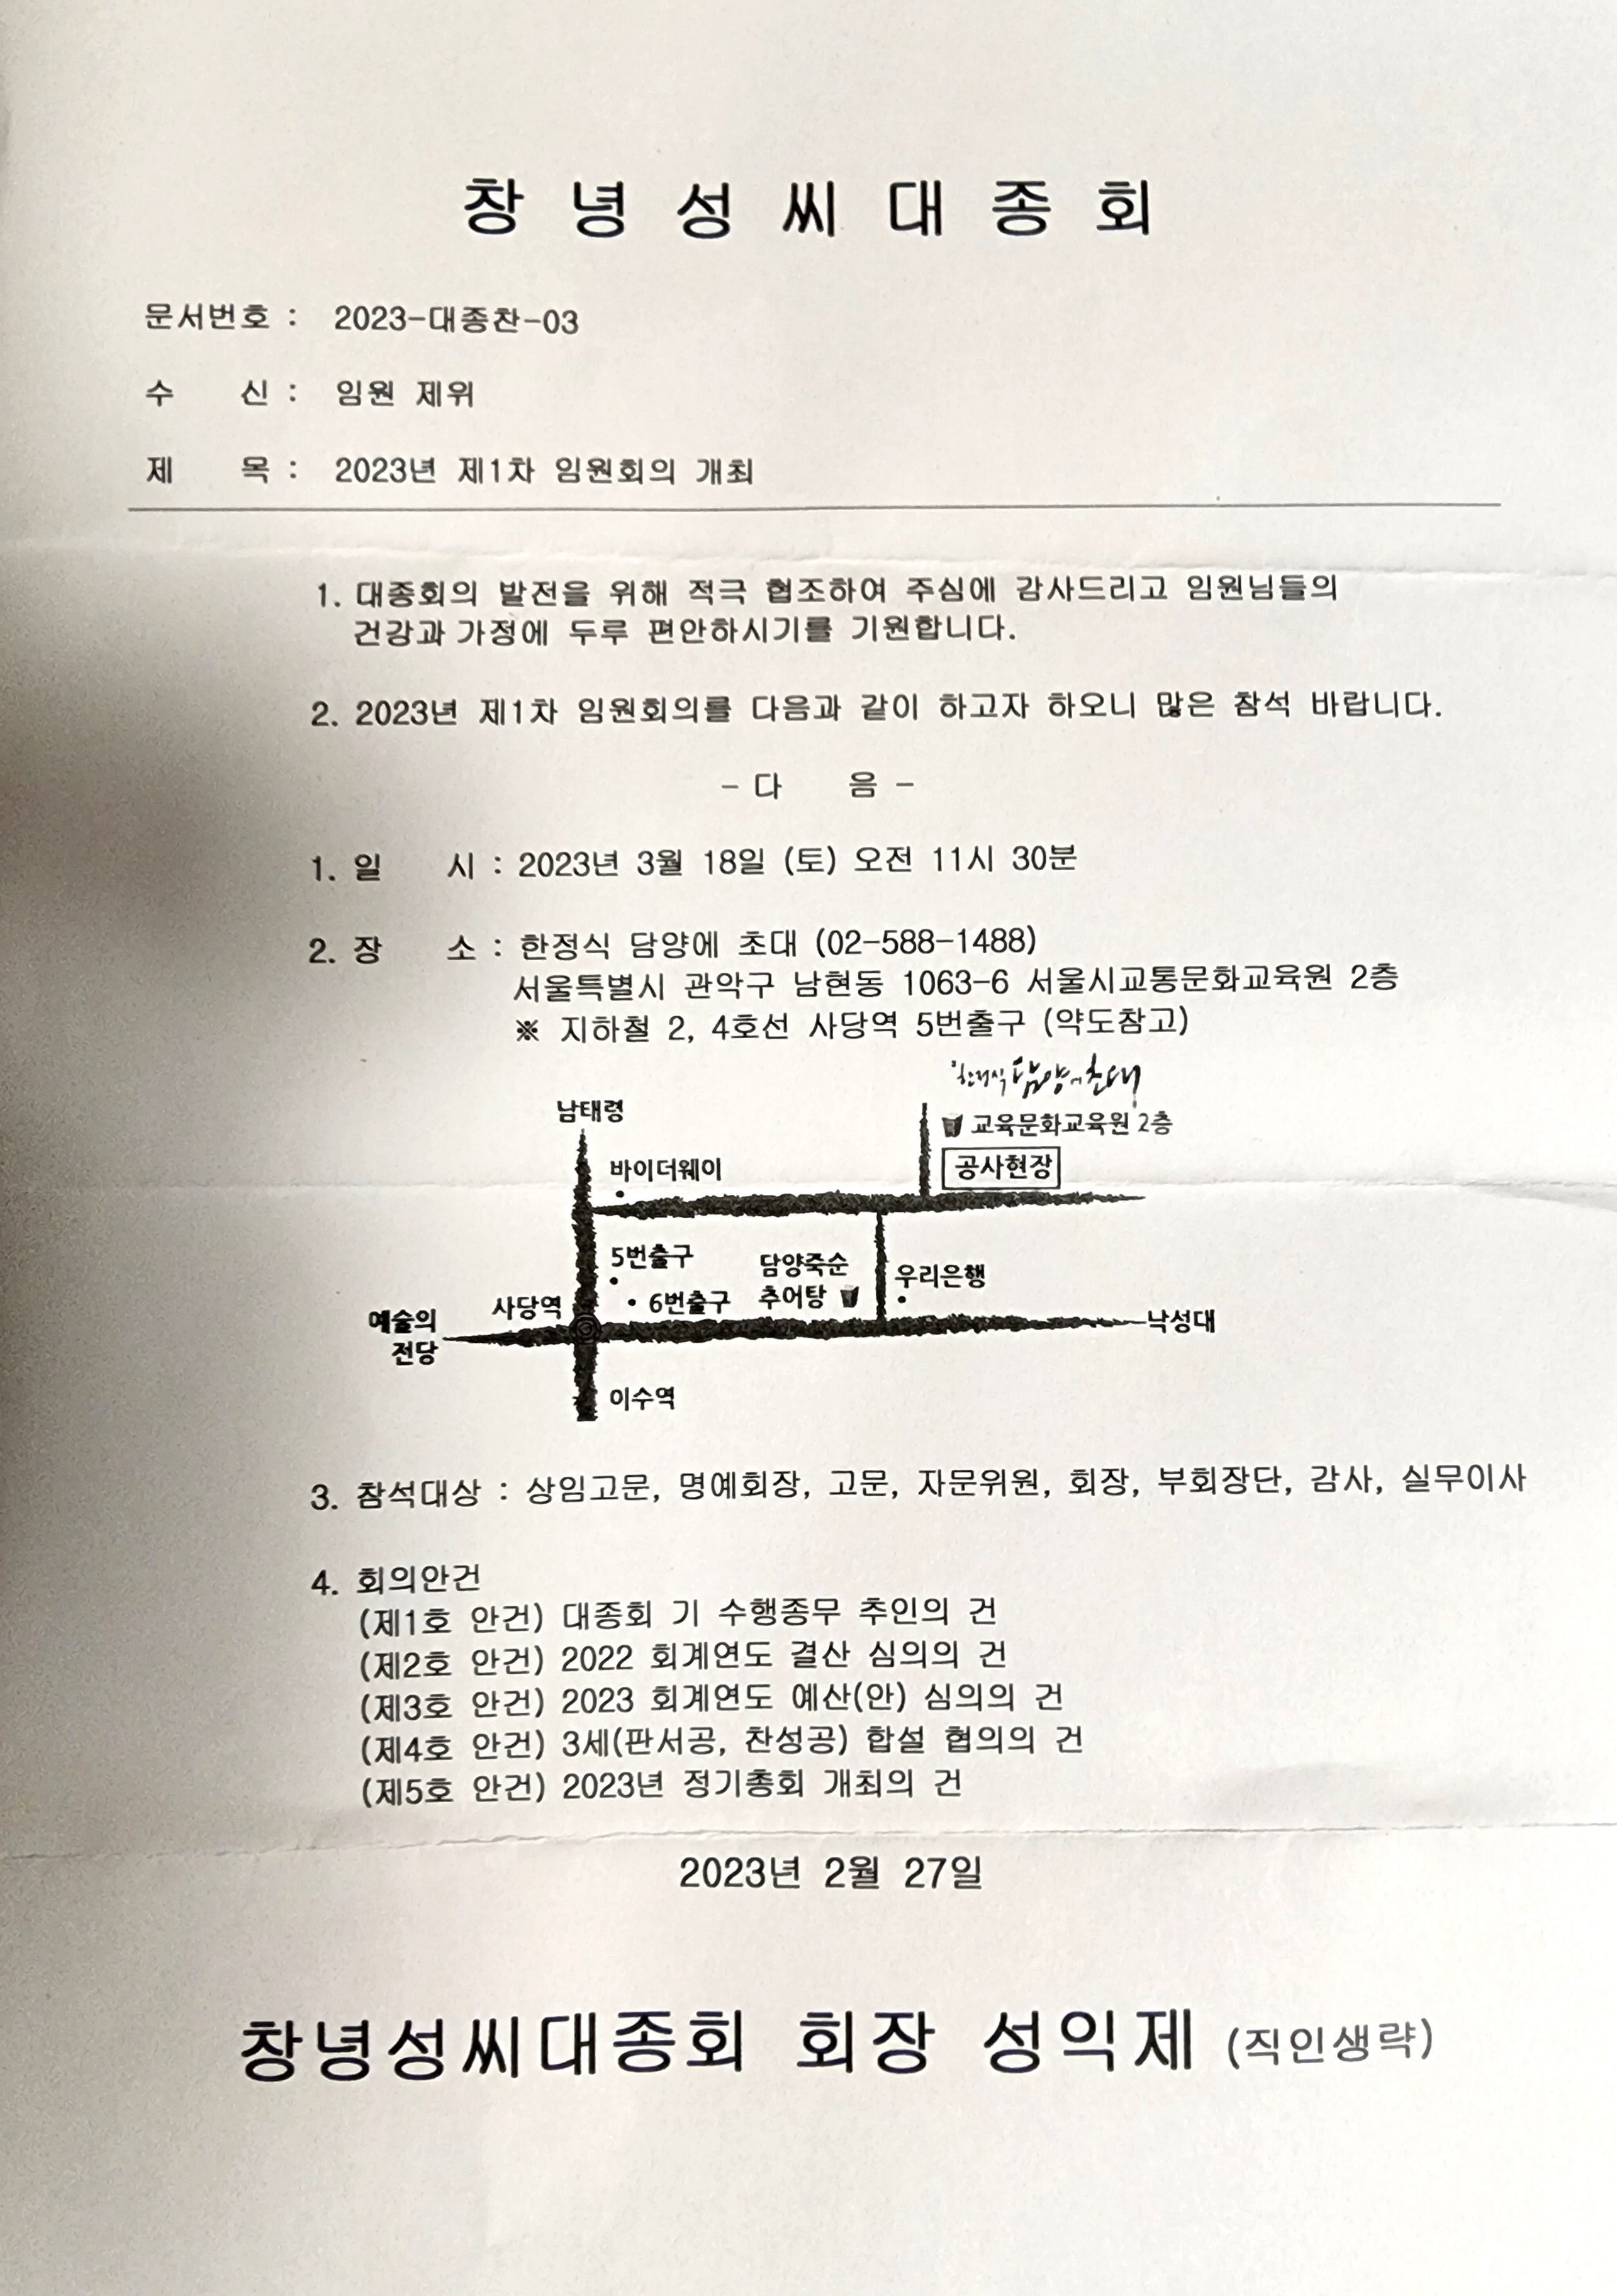 창 녕 성 씨 대 종 회
문서번호 : 2023-대종찬-03
수 신 : 임원 제위
제 목 : 2023년 제1차 임원회의 개최
1. 대종회의 발전을 위해 적극 협조하여 주심에 감사드리고 임원님들의
건강과 가정에 두루 편안하시기를 기원합니다.
2. 2023년 제1차 임원회의를 다음과 같이 하고자 하오니 많은 참석 바랍니다.
- 다 음 -
1. 일 시 : 2023년 3월 18일 (토) 오전 11시 30분
2. 장 소 : 한정식 담양에 초대 (02-588-1488)
서울특별시 관악구 남현동 1063-6 서울시교통문화교육원 2층
※ 지하철 2, 4호선 사당역 5번출구 (약도참고)
한정식 담양에초대
남태령
교육문화교육원 2층
바이더웨이
공사현장
5번출구
담양죽순
추어탕
우리은행
사당역
6번출구
예술의
전당
낙성대
이수역
3. 참석대상 : 상임고문, 명예회장, 고문, 자문위원, 회장, 부회장단, 감사, 실무이사
4. 회의안건
(제1호 안건) 대종회 기 수행종무 추인의 건
(제2호 안건) 2022 회계연도 결산 심의의 건
(제3호 안건) 2023 회계연도 예산(안) 심의의 건
(제4호 안건) 3세(판서공, 찬성공) 합설 협의의 건
(제5호 안건) 2023년 정기총회 개최의 건
2023년 2월 27일
창녕성씨대종회 회장 성익제 (직인생략)